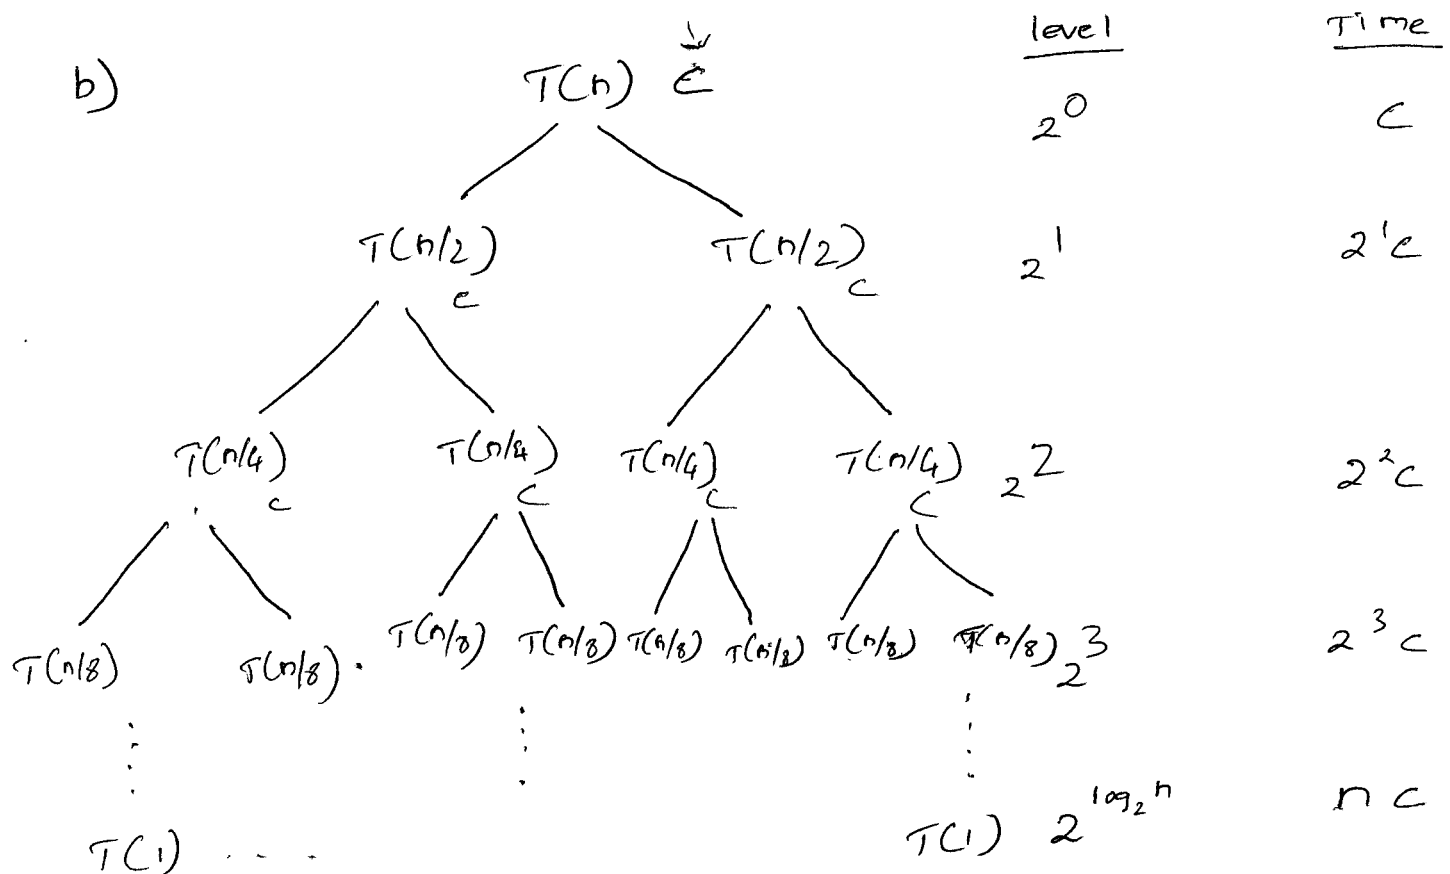 level Time
b) T(n) c 2^0 c
T(n/2) c T(n/2) c 2^1 2^1c
T(n/4) c T(n/4) c T(n/4) c T(n/4) c 2^2 2^2c
T(n/8) T(n/8) T(n/8) T(n/8) T(n/8) T(n/8) T(n/8) T(n/8) 2^3 2^3c
T(1) .... T(1) 2^{log_2 n} nc